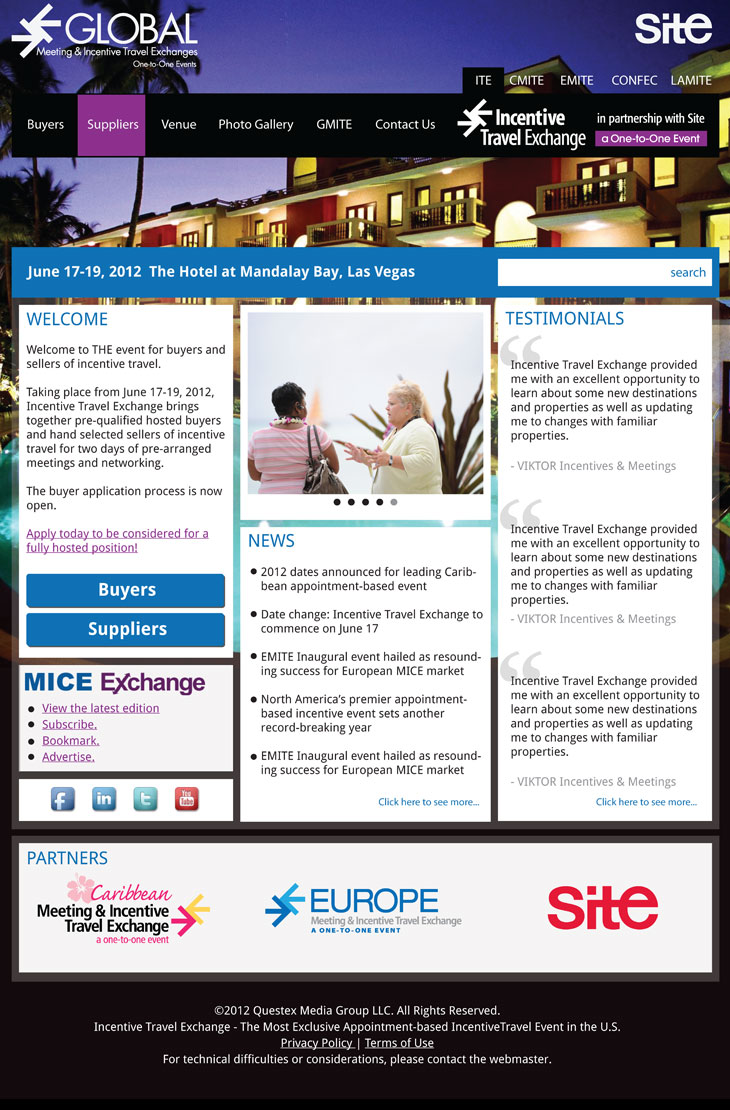 GLOBAL
Meeting & Incentive Travel Exchanges
One-to-One Events
Site
ITE CMITE EMITE CONFEC LAMITE
Buyers Suppliers Venue Photo Gallery GMITE Contact Us
Incentive
Travel Exchange
in partnership with Site
a One-to-One Event
June 17-19, 2012 The Hotel at Mandalay Bay, Las Vegas
search
WELCOME
Welcome to THE event for buyers and
sellers of incentive travel.
Taking place from June 17-19, 2012,
Incentive Travel Exchange brings
together pre-qualified hosted buyers
and hand selected sellers of incentive
travel for two days of pre-arranged
meetings and networking.
The buyer application process is now
open.
Apply today to be considered for a
fully hosted position!
Buyers
Suppliers
MICE Exchange
View the latest edition
Subscribe.
Bookmark.
Advertise.
f
in
t
You
Tube
NEWS
2012 dates announced for leading Carib-
bean appointment-based event
Date change: Incentive Travel Exchange to
commence on June 17
EMITE Inaugural event hailed as resound-
ing success for European MICE market
North America's premier appointment-
based incentive event sets another
record-breaking year
EMITE Inaugural event hailed as resound-
ing success for European MICE market
Click here to see more...
TESTIMONIALS
“
Incentive Travel Exchange provided
me with an excellent opportunity to
learn about some new destinations
and properties as well as updating
me to changes with familiar
properties.
- VIKTOR Incentives & Meetings
“
Incentive Travel Exchange provided
me with an excellent opportunity to
learn about some new destinations
and properties as well as updating
me to changes with familiar
properties.
- VIKTOR Incentives & Meetings
“
Incentive Travel Exchange provided
me with an excellent opportunity to
learn about some new destinations
and properties as well as updating
me to changes with familiar
properties.
- VIKTOR Incentives & Meetings
Click here to see more...
PARTNERS
Caribbean
Meeting & Incentive
Travel Exchange
a one-to-one event
EUROPE
Meeting & Incentive Travel Exchange
A ONE-TO-ONE EVENT
Site
©2012 Questex Media Group LLC. All Rights Reserved.
Incentive Travel Exchange - The Most Exclusive Appointment-based IncentiveTravel Event in the U.S.
Privacy Policy | Terms of Use
For technical difficulties or considerations, please contact the webmaster.